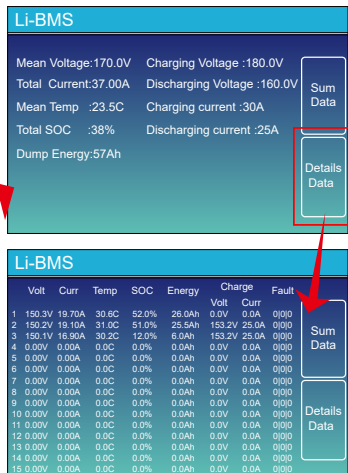 Li-BMS
Mean Voltage:170.0V Charging Voltage :180.0V
Total Current:37.00A Discharging Voltage :160.0V
Mean Temp :23.5C Charging current :30A
Total SOC :38% Discharging current :25A
Dump Energy:57Ah
Sum
Data
Details
Data
Li-BMS
Volt Curr Temp SOC Energy Charge Fault
Volt Curr
1 150.3V 19.70A 30.6C 52.0% 26.0Ah 0.0V 0.0A 0|0|0
2 150.2V 19.10A 31.0C 51.0% 25.5Ah 153.2V 25.0A 0|0|0
3 150.1V 16.90A 30.2C 12.0% 6.0Ah 153.2V 25.0A 0|0|0
4 0.00V 0.00A 0.0C 0.0% 0.0Ah 0.0V 0.0A 0|0|0
5 0.00V 0.00A 0.0C 0.0% 0.0Ah 0.0V 0.0A 0|0|0
6 0.00V 0.00A 0.0C 0.0% 0.0Ah 0.0V 0.0A 0|0|0
7 0.00V 0.00A 0.0C 0.0% 0.0Ah 0.0V 0.0A 0|0|0
8 0.00V 0.00A 0.0C 0.0% 0.0Ah 0.0V 0.0A 0|0|0
9 0.00V 0.00A 0.0C 0.0% 0.0Ah 0.0V 0.0A 0|0|0
10 0.00V 0.00A 0.0C 0.0% 0.0Ah 0.0V 0.0A 0|0|0
11 0.00V 0.00A 0.0C 0.0% 0.0Ah 0.0V 0.0A 0|0|0
12 0.00V 0.00A 0.0C 0.0% 0.0Ah 0.0V 0.0A 0|0|0
13 0.00V 0.00A 0.0C 0.0% 0.0Ah 0.0V 0.0A 0|0|0
14 0.00V 0.00A 0.0C 0.0% 0.0Ah 0.0V 0.0A 0|0|0
15 0.00V 0.00A 0.0C 0.0% 0.0Ah 0.0V 0.0A 0|0|0
Sum
Data
Details
Data